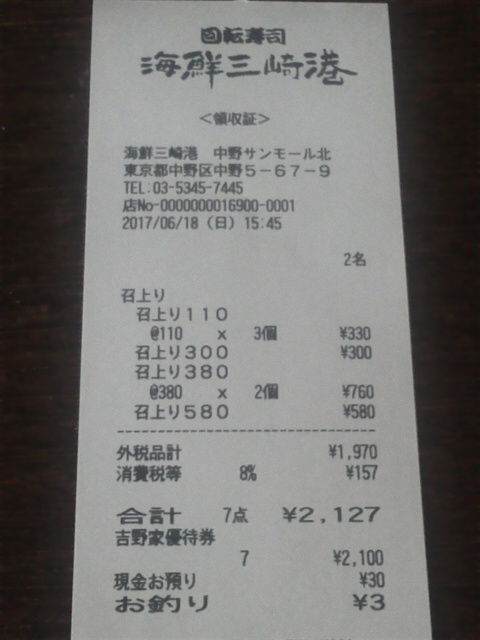 回転寿司
海鮮三崎港
＜領収証＞
海鮮三崎港 中野サンモール北
東京都中野区中野５－６７－９
TEL:03-5345-7445
店No-0000000016900-0001
2017/06/18（日）15:45
2名
召上り
召上り１１０
@110 x 3個 ¥330
召上り３００ ¥300
召上り３８０
@380 x 2個 ¥760
召上り５８０ ¥580
外税品計 ¥1,970
消費税等 8% ¥157
合計 7点 ¥2,127
吉野家優待券
7 ¥2,100
現金お預り ¥30
お釣り ¥3